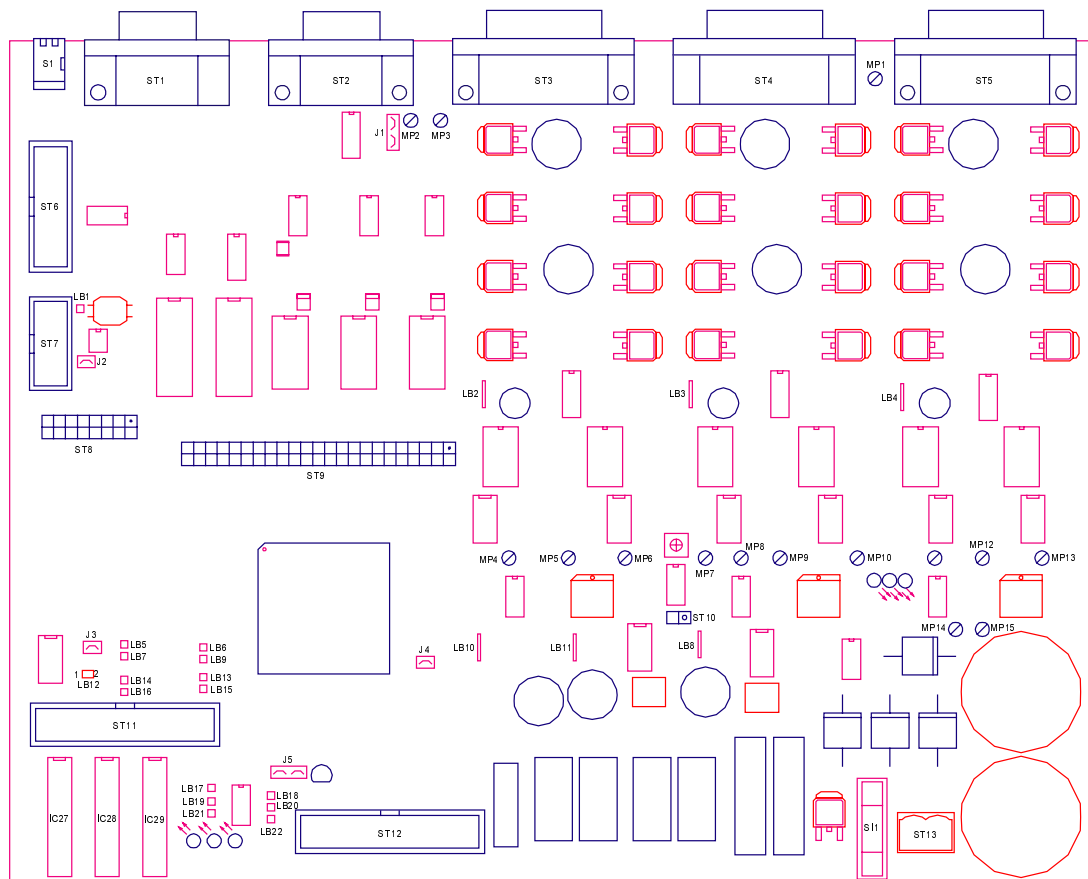 S1
ST1
ST2
ST3
ST4
MP1
ST5
J1
MP2
MP3
ST6
LB1
ST7
J2
LB2
LB3
LB4
ST8
ST9
MP4
MP5
MP6
MP7
MP8
MP9
MP10
MP12
MP13
ST10
MP14
MP15
J3
LB5
LB7
LB6
LB9
J4
LB10
LB11
LB8
1
2
LB12
LB14
LB16
LB13
LB15
ST11
J5
LB17
LB19
LB21
LB18
LB20
LB22
IC27
IC28
IC29
ST12
SI1
ST13